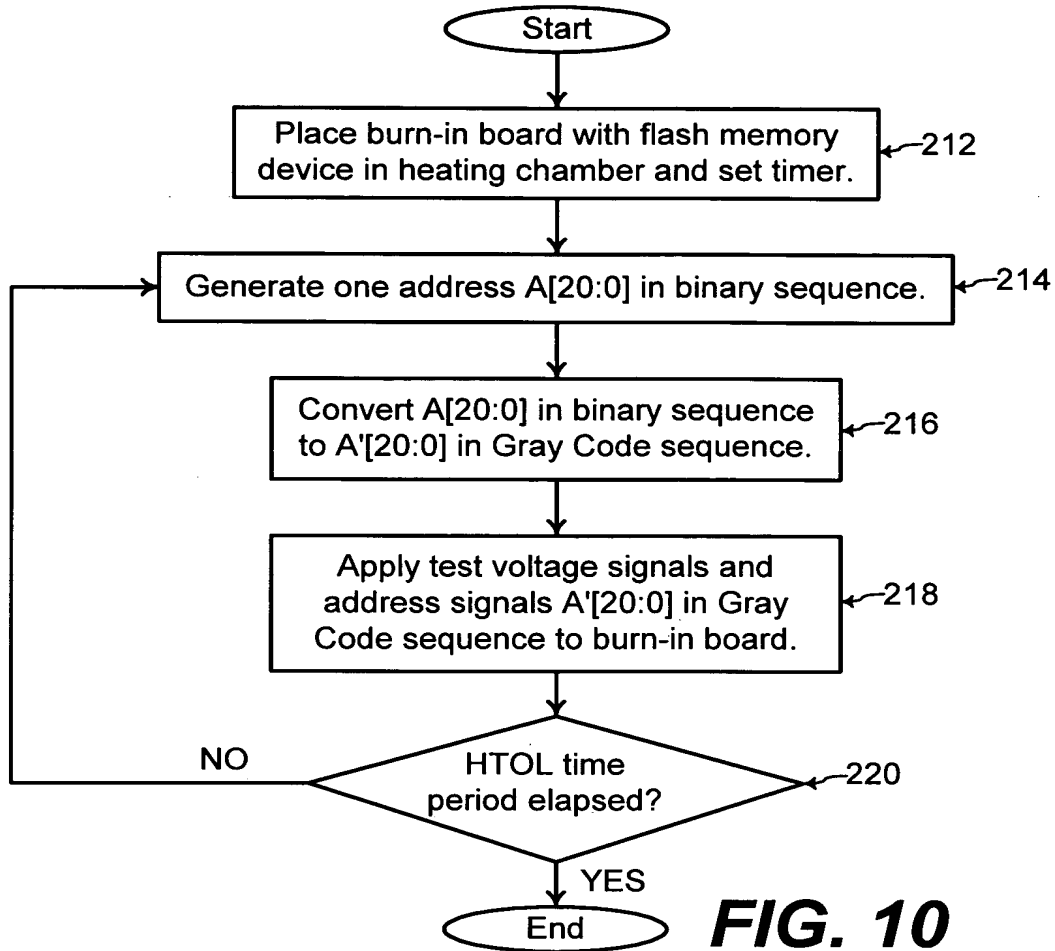 Start
Place burn-in board with flash memory
device in heating chamber and set timer.
212
Generate one address A[20:0] in binary sequence.
214
Convert A[20:0] in binary sequence
to A'[20:0] in Gray Code sequence.
216
Apply test voltage signals and
address signals A'[20:0] in Gray
Code sequence to burn-in board.
218
NO
HTOL time
period elapsed?
220
YES
End
FIG. 10